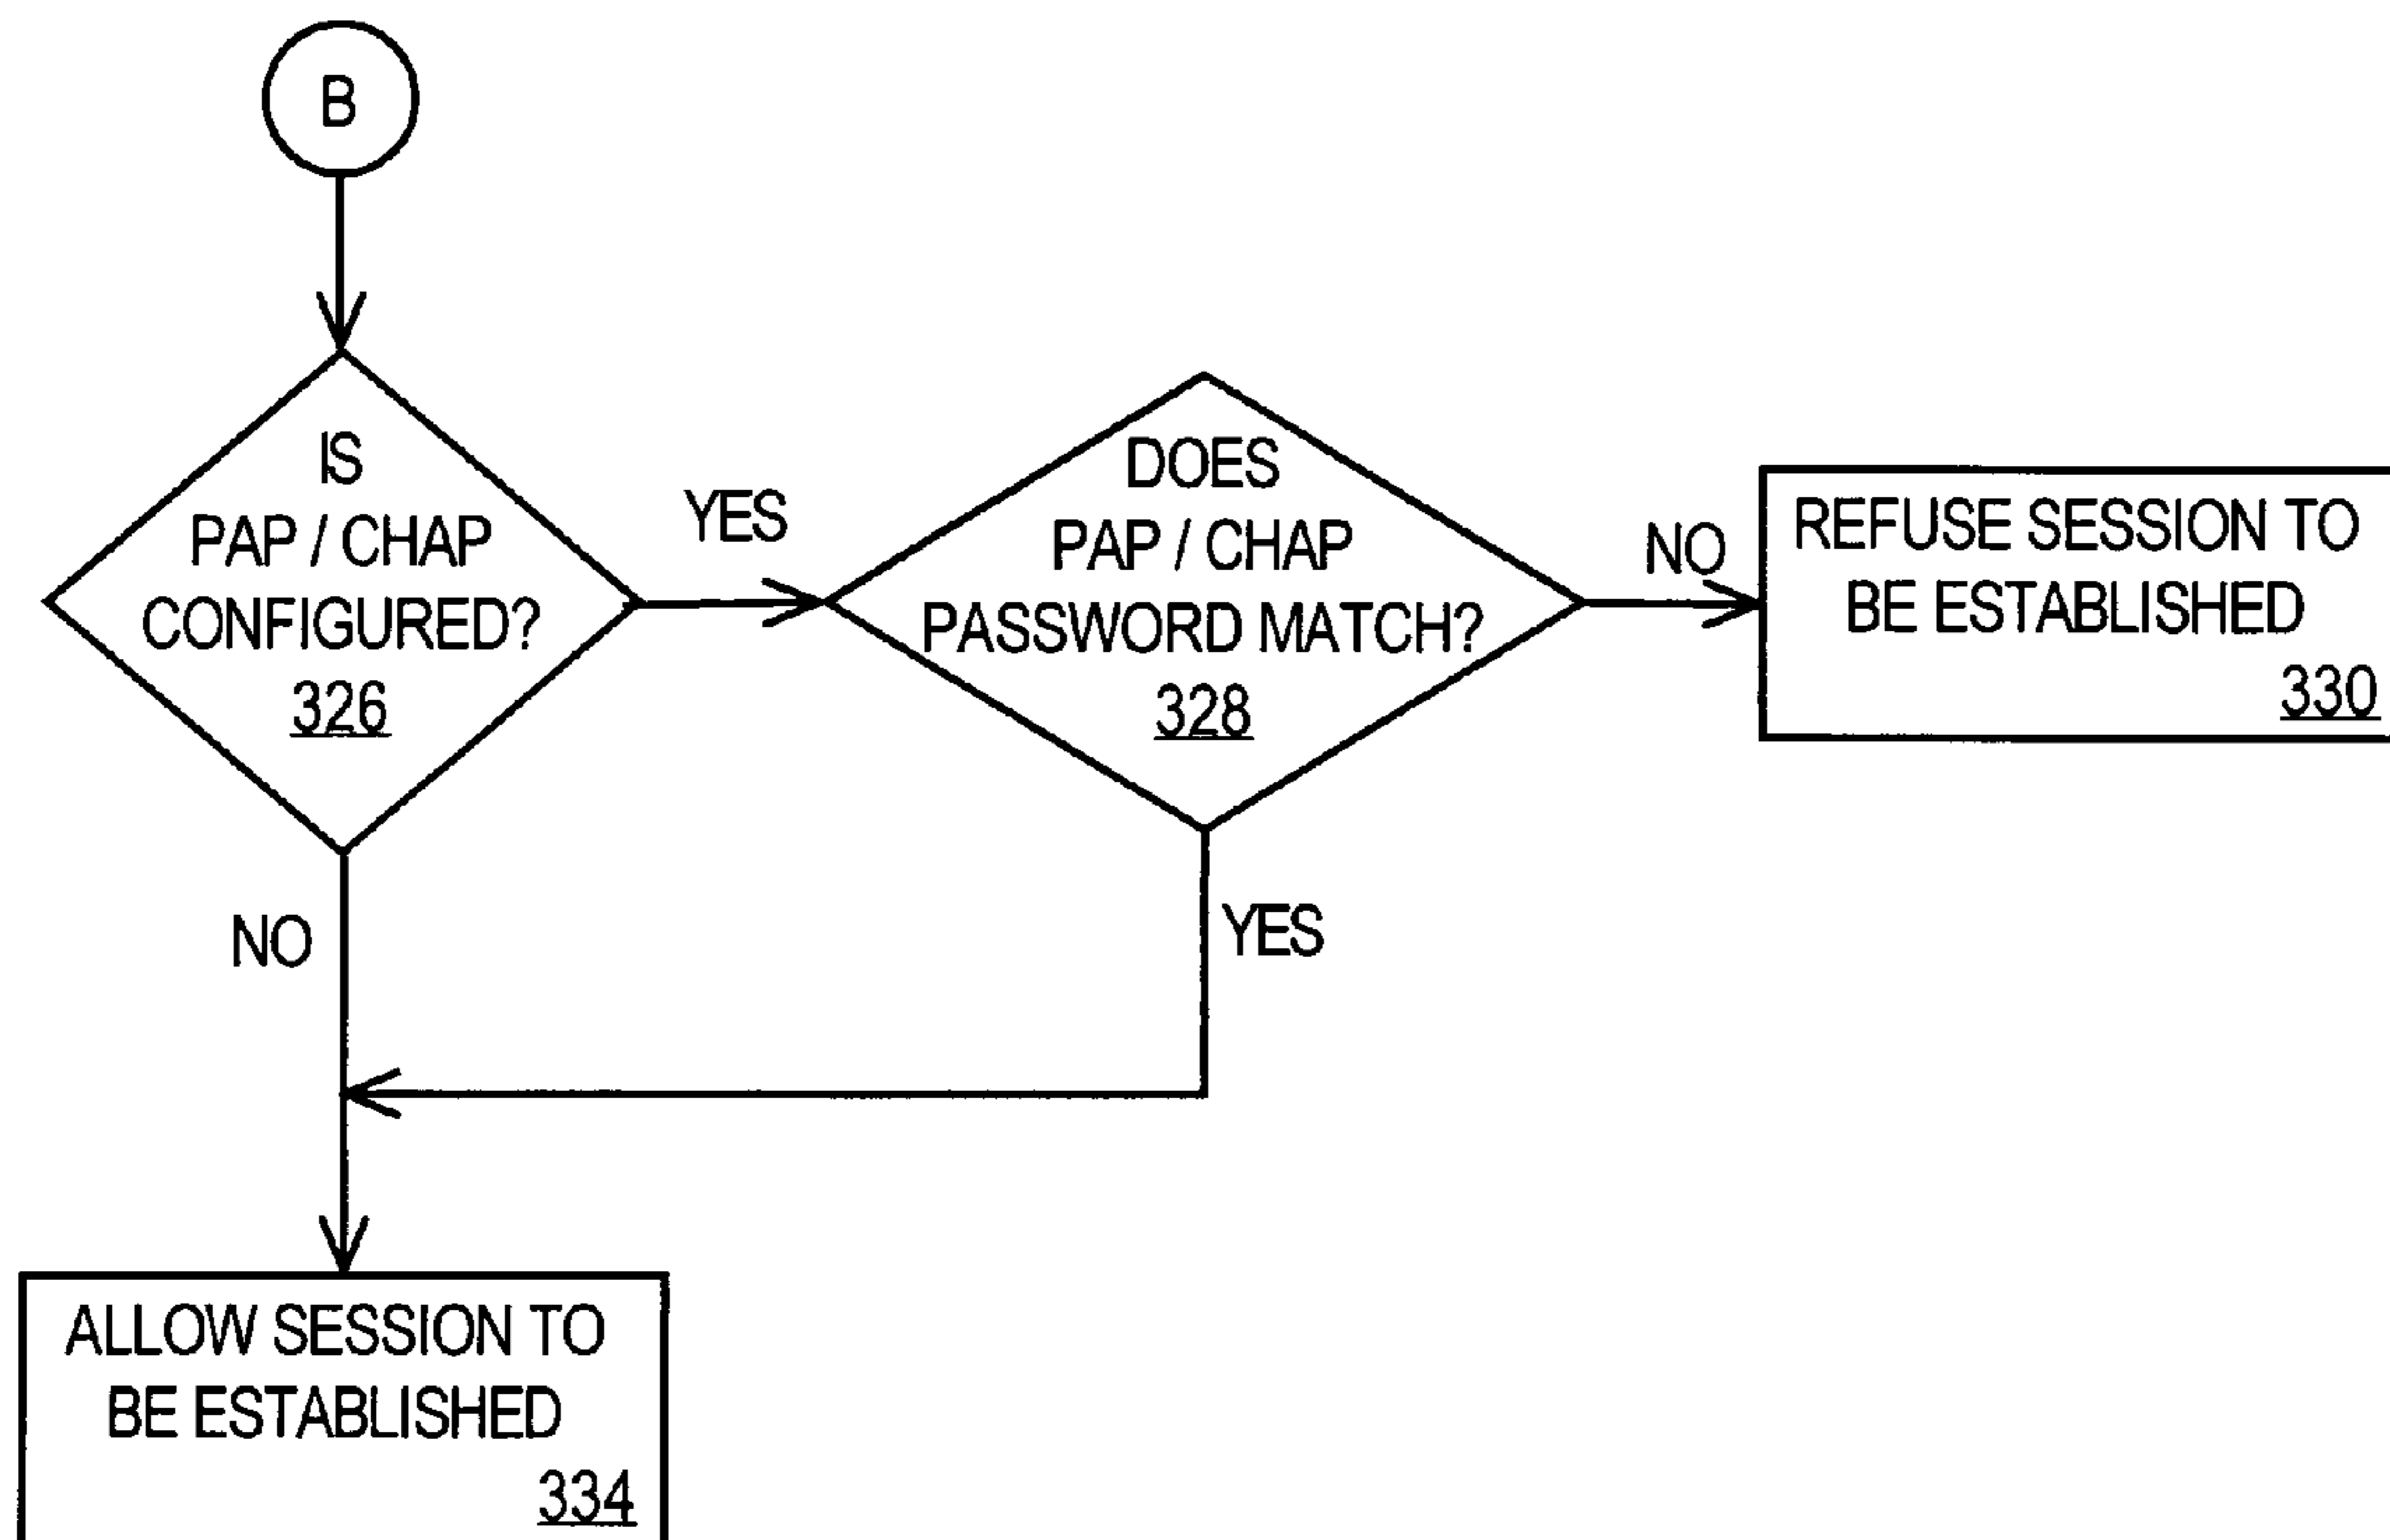 B
IS
PAP / CHAP
CONFIGURED?
326
YES
DOES
PAP / CHAP
PASSWORD MATCH?
328
NO
REFUSE SESSION TO
BE ESTABLISHED
330
NO
YES
ALLOW SESSION TO
BE ESTABLISHED
334